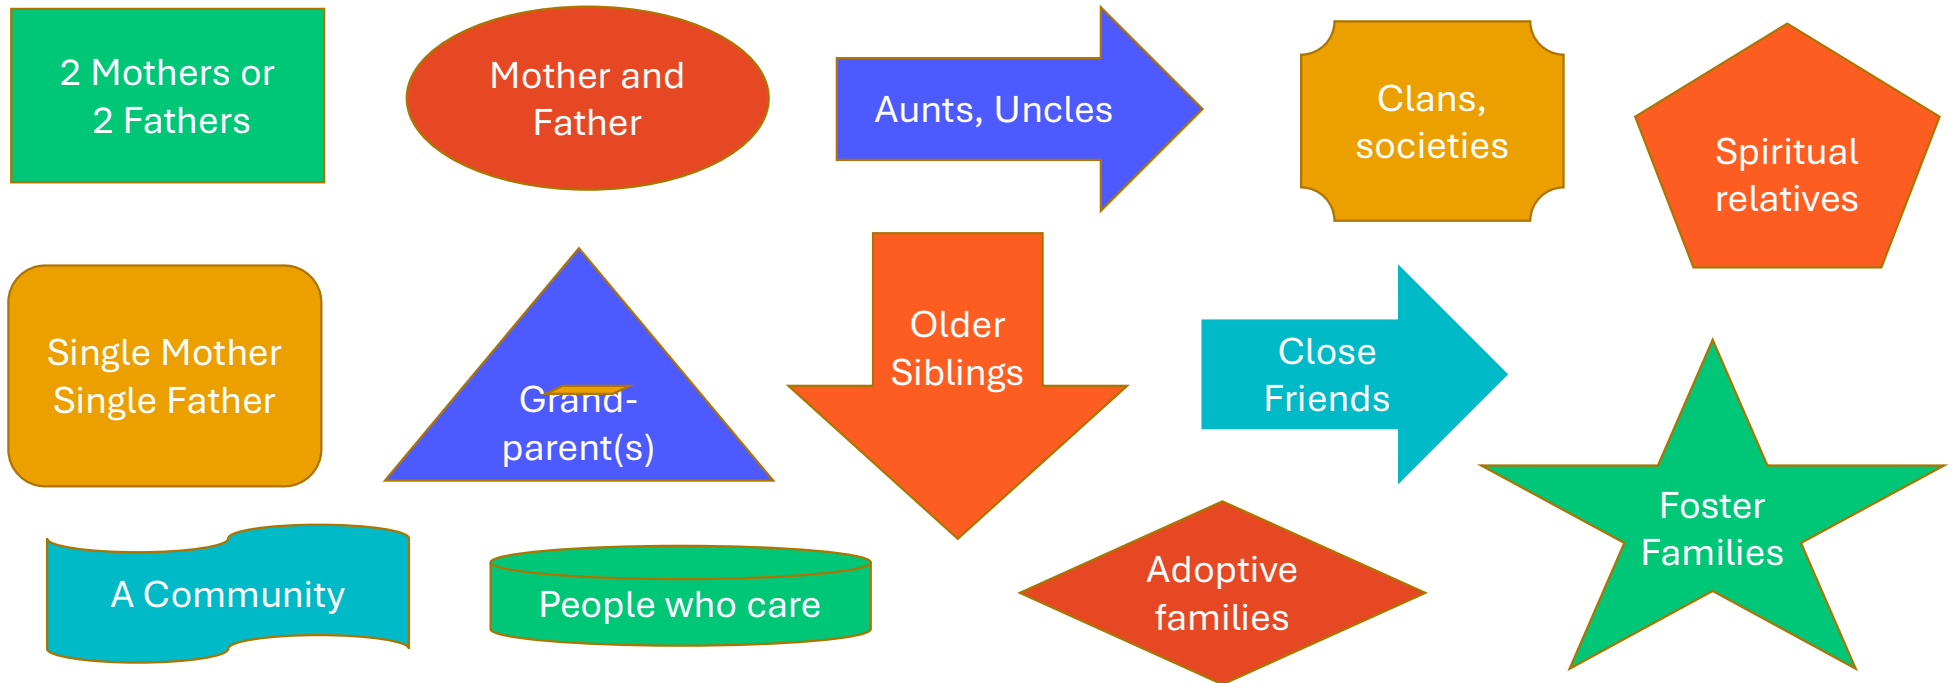 2 Mothers or
2 Fathers
Mother and
Father
Aunts, Uncles
Clans,
societies
Spiritual
relatives
Single Mother
Single Father
Grand-
parent(s)
Older
Siblings
Close
Friends
Foster
Families
A Community
People who care
Adoptive
families